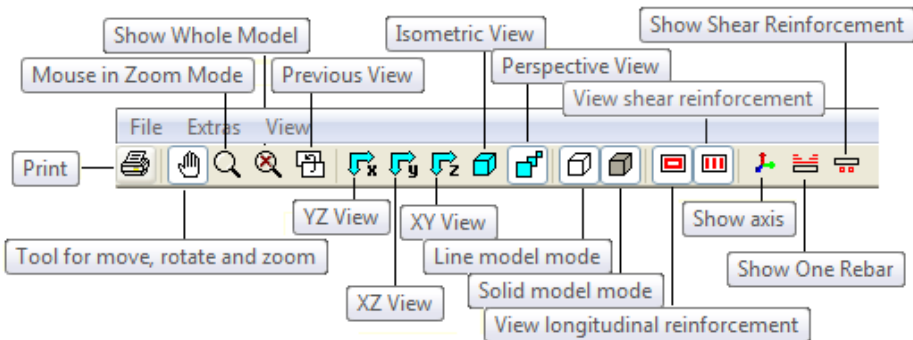 Show Shear Reinforcement
Show Whole Model
Isometric View
Mouse in Zoom Mode
Previous View
Perspective View
View shear reinforcement
File Extras View
Print
x y z
YZ View
XY View
Show axis
Tool for move, rotate and zoom
Line model mode
Show One Rebar
XZ View
Solid model mode
View longitudinal reinforcement